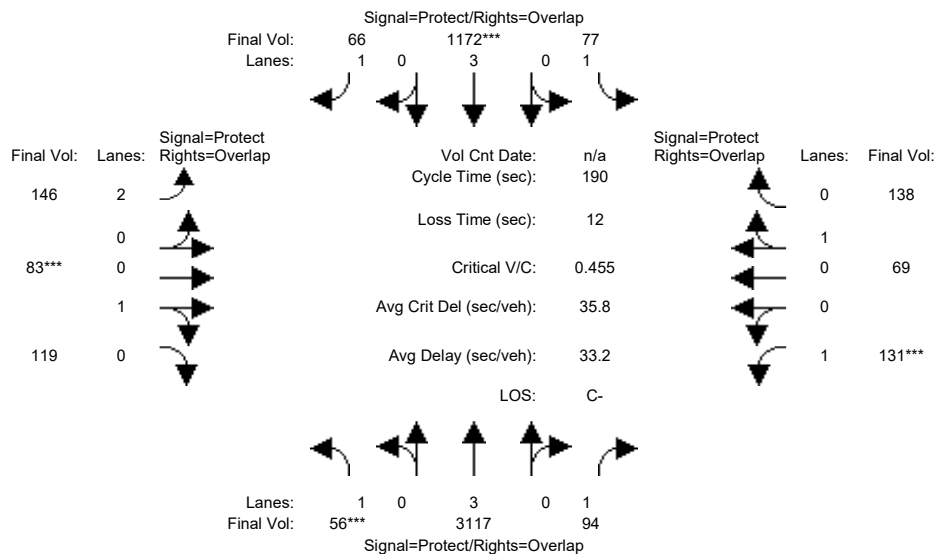 Signal=Protect/Rights=Overlap
Final Vol: 66 1172*** 77
Lanes: 1 0 3 0 1
Signal=Protect Signal=Protect
Final Vol: Lanes: Rights=Overlap Vol Cnt Date: n/a Rights=Overlap Lanes: Final Vol:
Cycle Time (sec): 190
146 2 0 138
Loss Time (sec): 12
0 1
83*** 0 Critical V/C: 0.455 0 69
1 Avg Crit Del (sec/veh): 35.8 0
119 0 Avg Delay (sec/veh): 33.2 1 131***
LOS: C-
Lanes: 1 0 3 0 1
Final Vol: 56*** 3117 94
Signal=Protect/Rights=Overlap